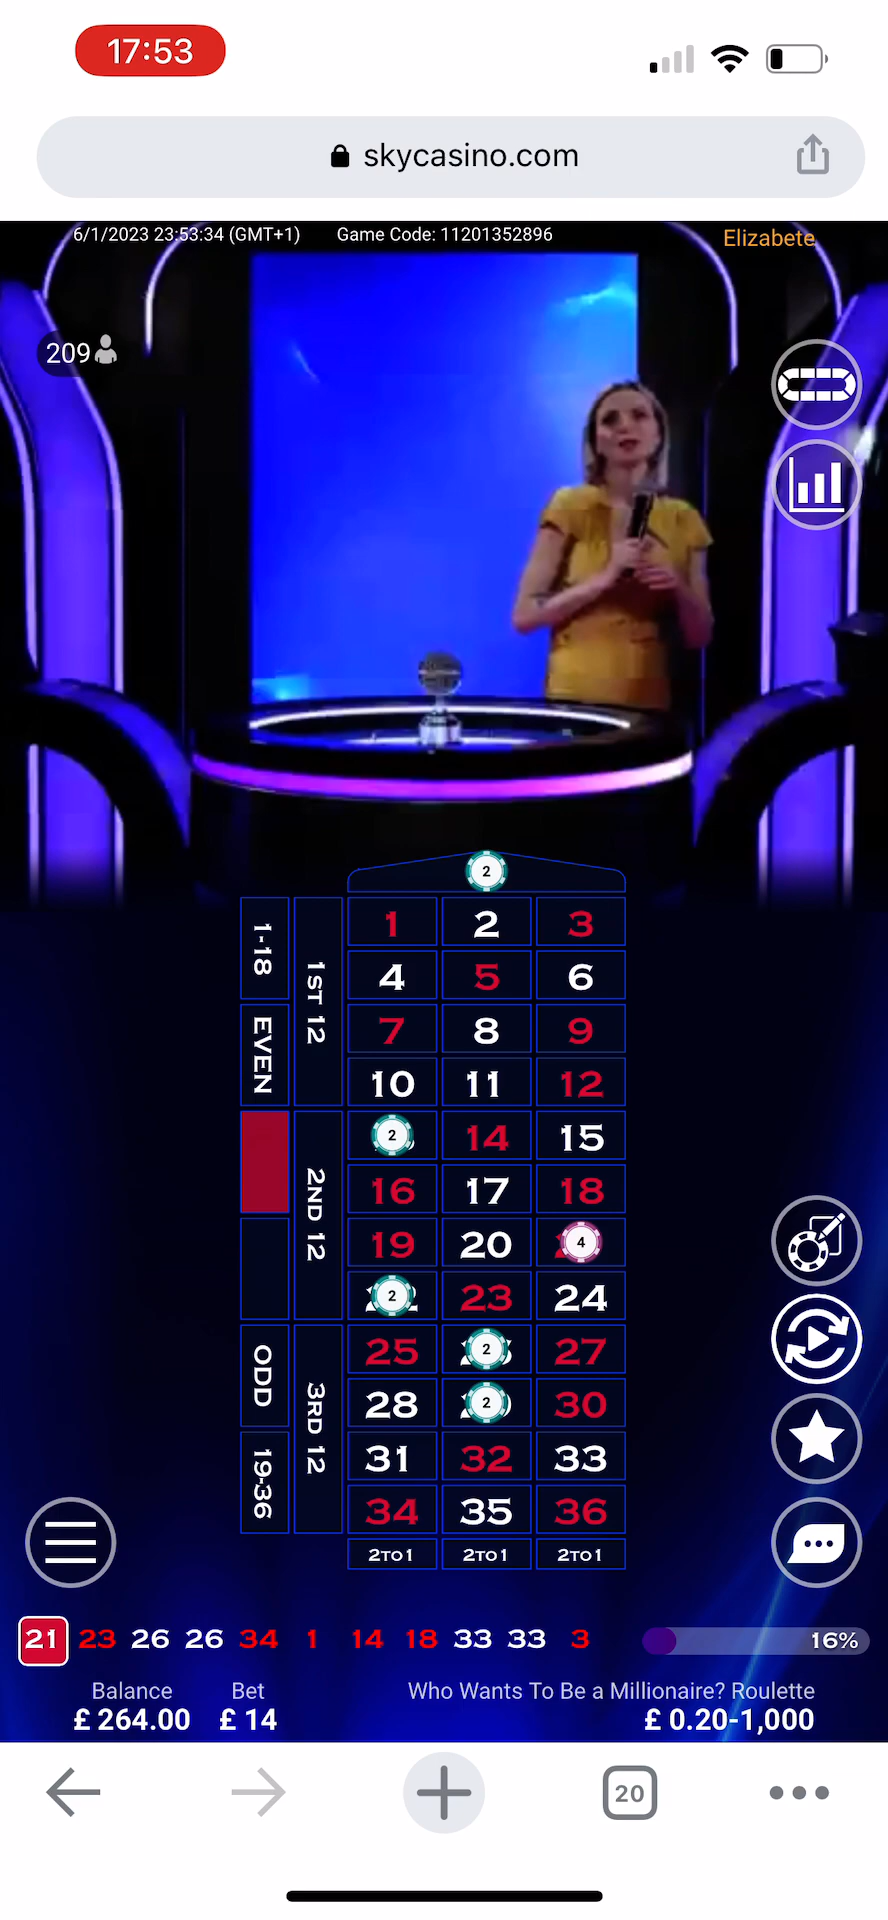 17:53
skycasino.com
6/1/2023 23:53:34 (GMT+1) Game Code: 11201352896 Elizabete
209
2
1 2 3
4 5 6
7 8 9
10 11 12
2 14 15
16 17 18
19 20 4
2 23 24
25 2 27
28 2 30
31 32 33
34 35 36
2TO1 2TO1 2TO1
1-18
EVEN
ODD
19-36
1ST 12
2ND 12
3RD 12
21 23 26 26 34 1 14 18 33 33 3 16%
Balance Bet Who Wants To Be a Millionaire? Roulette
£ 264.00 £ 14 £ 0.20-1,000
20